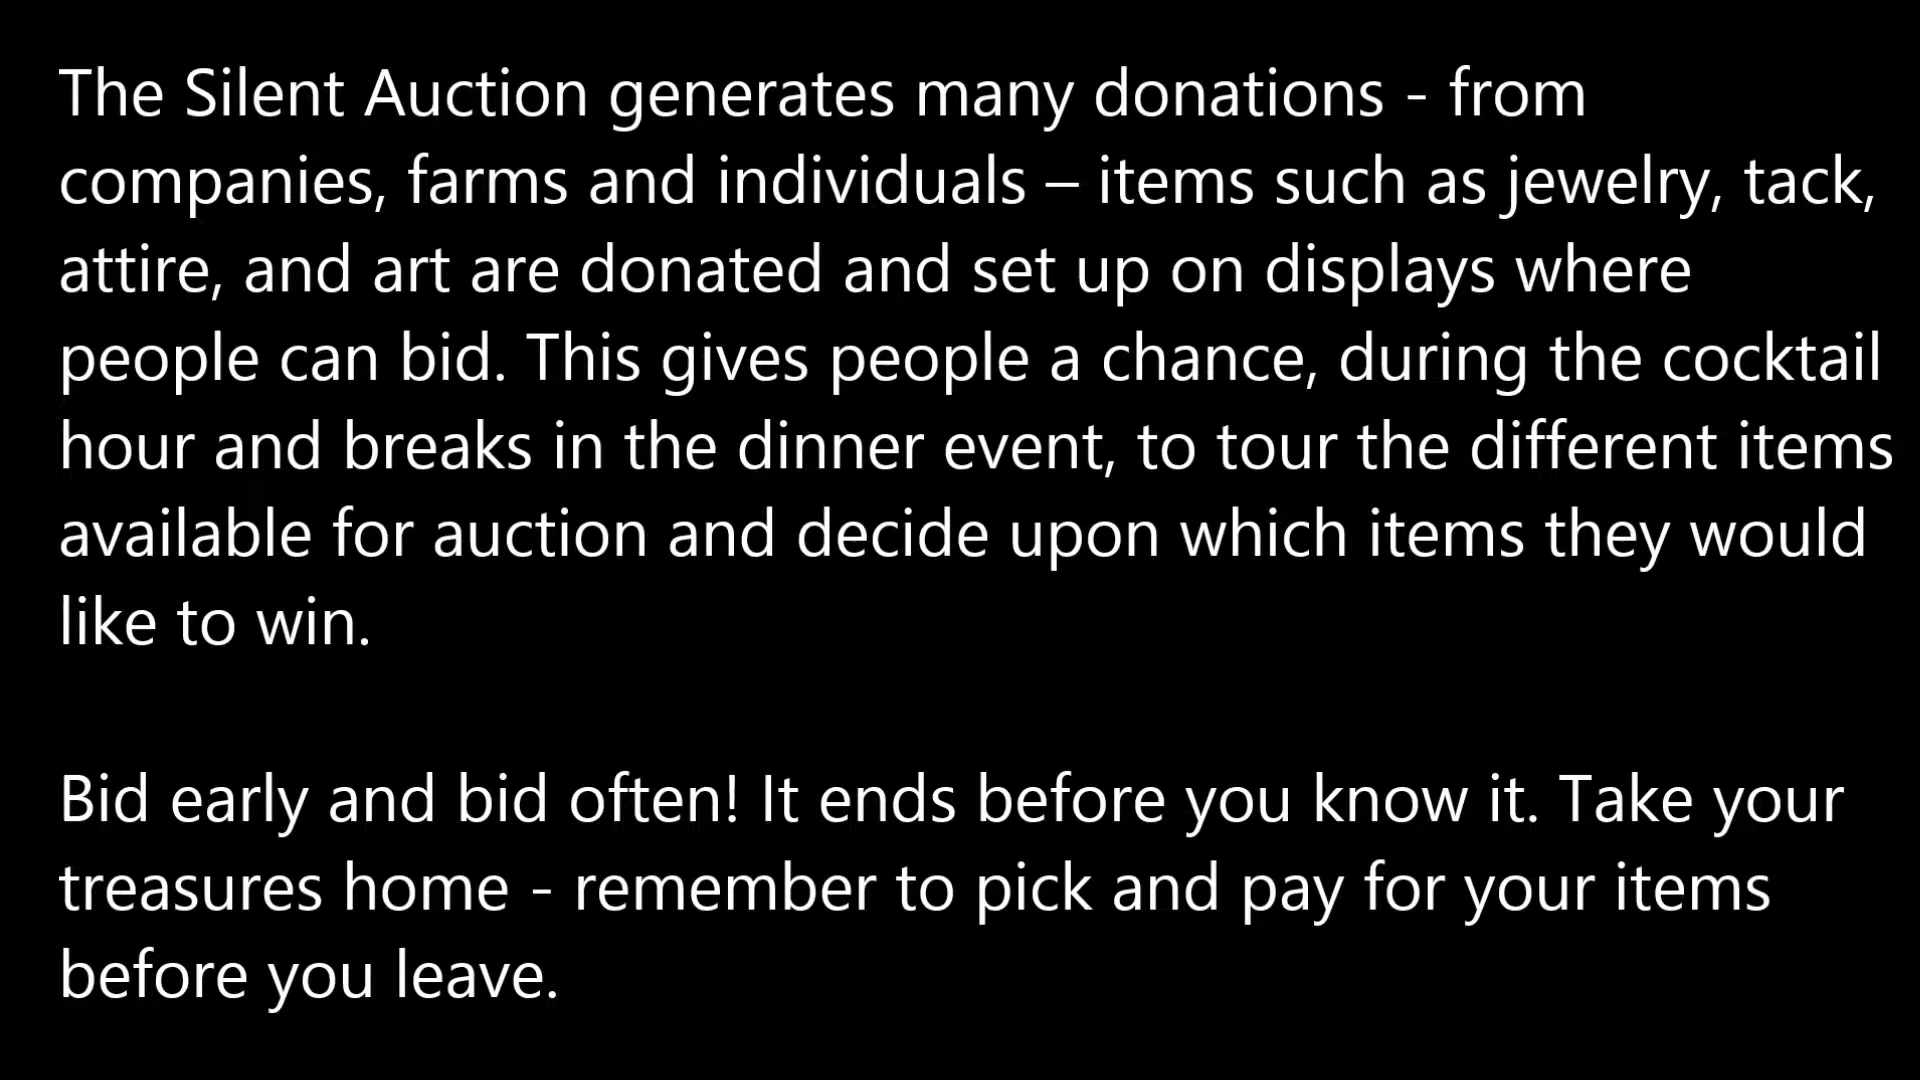 The Silent Auction generates many donations - from
companies, farms and individuals – items such as jewelry, tack,
attire, and art are donated and set up on displays where
people can bid. This gives people a chance, during the cocktail
hour and breaks in the dinner event, to tour the different items
available for auction and decide upon which items they would
like to win.
Bid early and bid often! It ends before you know it. Take your
treasures home - remember to pick and pay for your items
before you leave.